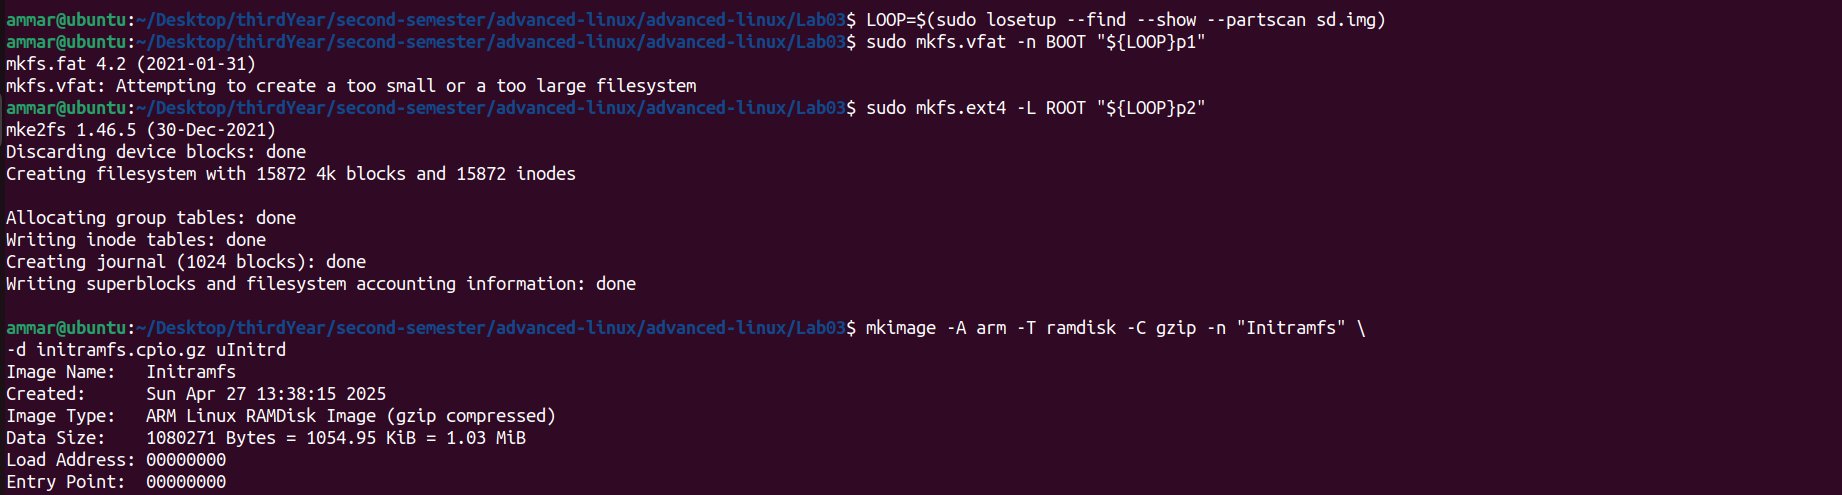 ammar@ubuntu:~/Desktop/thirdYear/second-semester/advanced-linux/advanced-linux/Lab03$ LOOP=$(sudo losetup --find --show --partscan sd.img)
ammar@ubuntu:~/Desktop/thirdYear/second-semester/advanced-linux/advanced-linux/Lab03$ sudo mkfs.vfat -n BOOT "${LOOP}p1"
mkfs.fat 4.2 (2021-01-31)
mkfs.vfat: Attempting to create a too small or a too large filesystem
ammar@ubuntu:~/Desktop/thirdYear/second-semester/advanced-linux/advanced-linux/Lab03$ sudo mkfs.ext4 -L ROOT "${LOOP}p2"
mke2fs 1.46.5 (30-Dec-2021)
Discarding device blocks: done
Creating filesystem with 15872 4k blocks and 15872 inodes

Allocating group tables: done
Writing inode tables: done
Creating journal (1024 blocks): done
Writing superblocks and filesystem accounting information: done

ammar@ubuntu:~/Desktop/thirdYear/second-semester/advanced-linux/advanced-linux/Lab03$ mkimage -A arm -T ramdisk -C gzip -n "Initramfs" \
-d initramfs.cpio.gz uInitrd
Image Name:   Initramfs
Created:      Sun Apr 27 13:38:15 2025
Image Type:   ARM Linux RAMDisk Image (gzip compressed)
Data Size:    1080271 Bytes = 1054.95 KiB = 1.03 MiB
Load Address: 00000000
Entry Point:  00000000